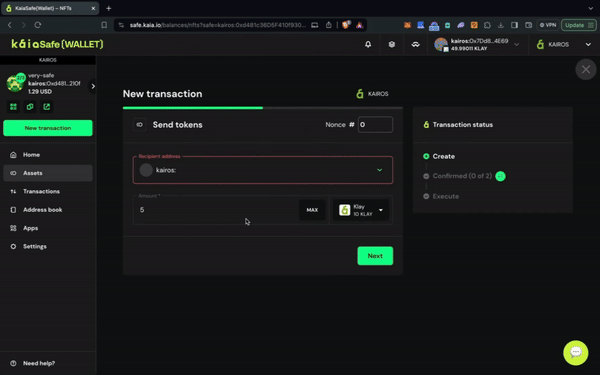 KaiaSafe{Wallet} – NFTs
safe.kaia.io/balances/nfts?safe=kairos:0xd481c36D5F410f930...
VPN
Update
kaiaSafe{WALLET}
kairos:0x7Dd8...4E69
49.99011 KLAY
KAIROS
KAIROS
2/3
very-safe
kairos:0xd481...210f
1.29 USD
New transaction
Home
Assets
Transactions
Address book
Apps
Settings
Need help?
New transaction
KAIROS
Send tokens
Nonce # 0
Recipient address
kairos:
Amount *
5
MAX
Klay
10 KLAY
Next
Transaction status
Create
Confirmed (0 of 2)
Execute